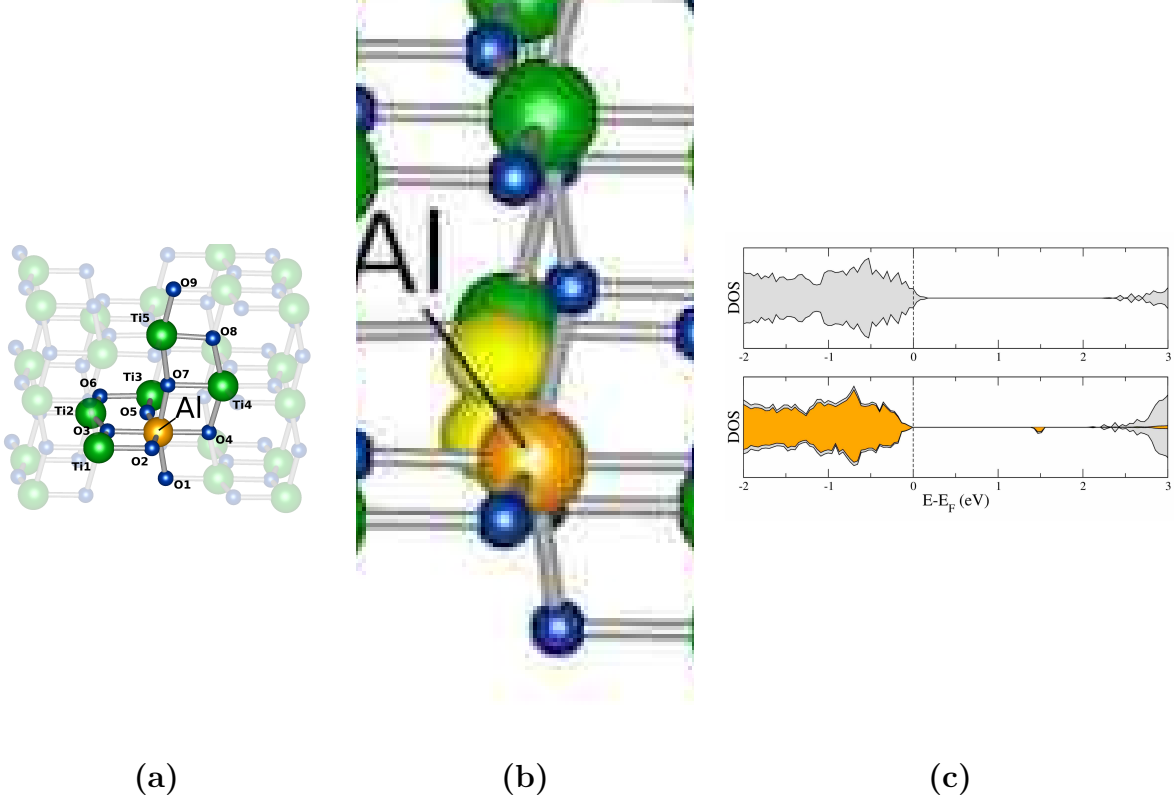 O9
Ti5
O8
O7
Ti3
O6
Al
Ti4
O5
Ti2
O3
O4
Ti1
O2
O1
Al
DOS
-2 -1 0 1 2 3
DOS
-2 -1 0 1 2 3
E-E_F (eV)
(a) (b) (c)